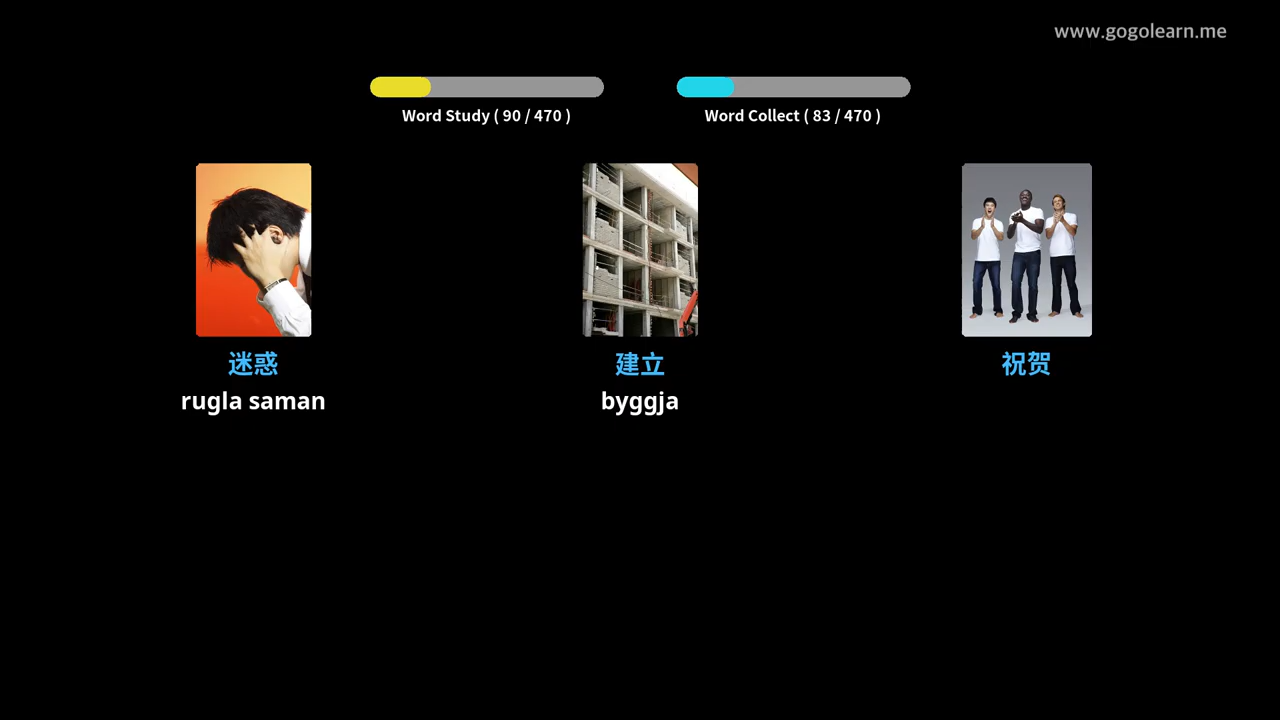 www.gogolearn.me
Word Study ( 90 / 470 )
Word Collect ( 83 / 470 )
迷惑
建立
祝贺
rugla saman
byggja